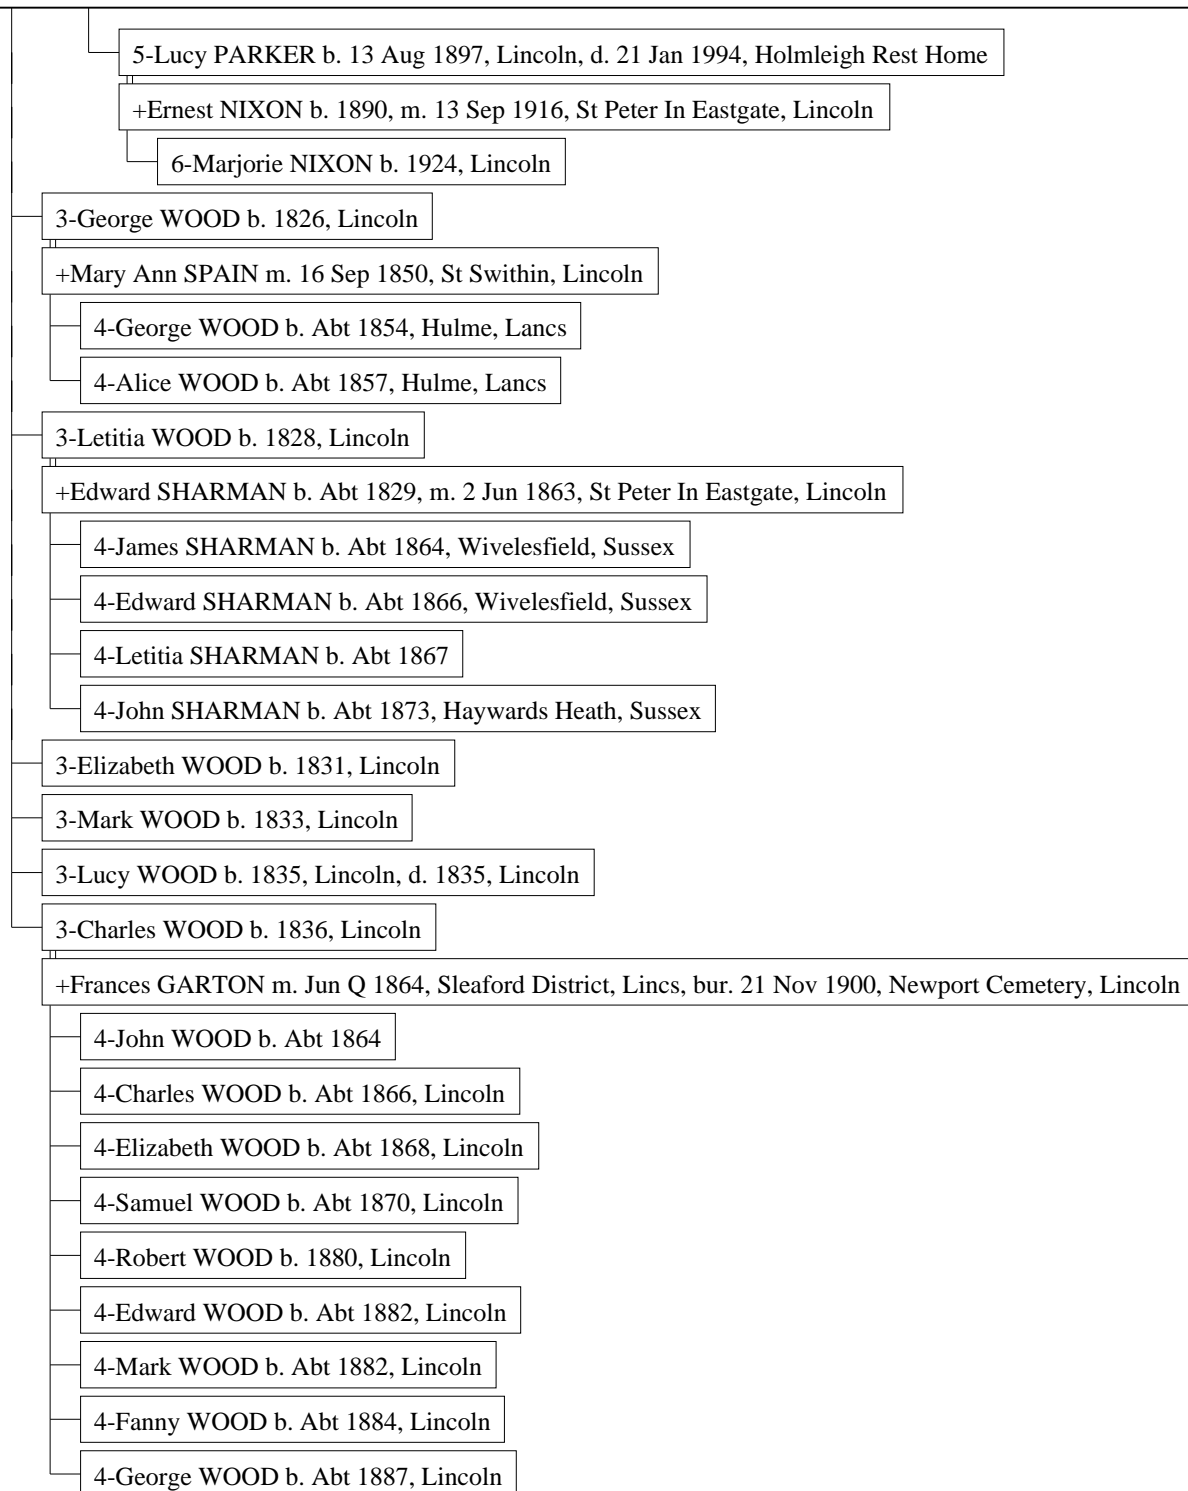 5-Lucy PARKER b. 13 Aug 1897, Lincoln, d. 21 Jan 1994, Holmleigh Rest Home
+Ernest NIXON b. 1890, m. 13 Sep 1916, St Peter In Eastgate, Lincoln
6-Marjorie NIXON b. 1924, Lincoln
3-George WOOD b. 1826, Lincoln
+Mary Ann SPAIN m. 16 Sep 1850, St Swithin, Lincoln
4-George WOOD b. Abt 1854, Hulme, Lancs
4-Alice WOOD b. Abt 1857, Hulme, Lancs
3-Letitia WOOD b. 1828, Lincoln
+Edward SHARMAN b. Abt 1829, m. 2 Jun 1863, St Peter In Eastgate, Lincoln
4-James SHARMAN b. Abt 1864, Wivelesfield, Sussex
4-Edward SHARMAN b. Abt 1866, Wivelesfield, Sussex
4-Letitia SHARMAN b. Abt 1867
4-John SHARMAN b. Abt 1873, Haywards Heath, Sussex
3-Elizabeth WOOD b. 1831, Lincoln
3-Mark WOOD b. 1833, Lincoln
3-Lucy WOOD b. 1835, Lincoln, d. 1835, Lincoln
3-Charles WOOD b. 1836, Lincoln
+Frances GARTON m. Jun Q 1864, Sleaford District, Lincs, bur. 21 Nov 1900, Newport Cemetery, Lincoln
4-John WOOD b. Abt 1864
4-Charles WOOD b. Abt 1866, Lincoln
4-Elizabeth WOOD b. Abt 1868, Lincoln
4-Samuel WOOD b. Abt 1870, Lincoln
4-Robert WOOD b. 1880, Lincoln
4-Edward WOOD b. Abt 1882, Lincoln
4-Mark WOOD b. Abt 1882, Lincoln
4-Fanny WOOD b. Abt 1884, Lincoln
4-George WOOD b. Abt 1887, Lincoln